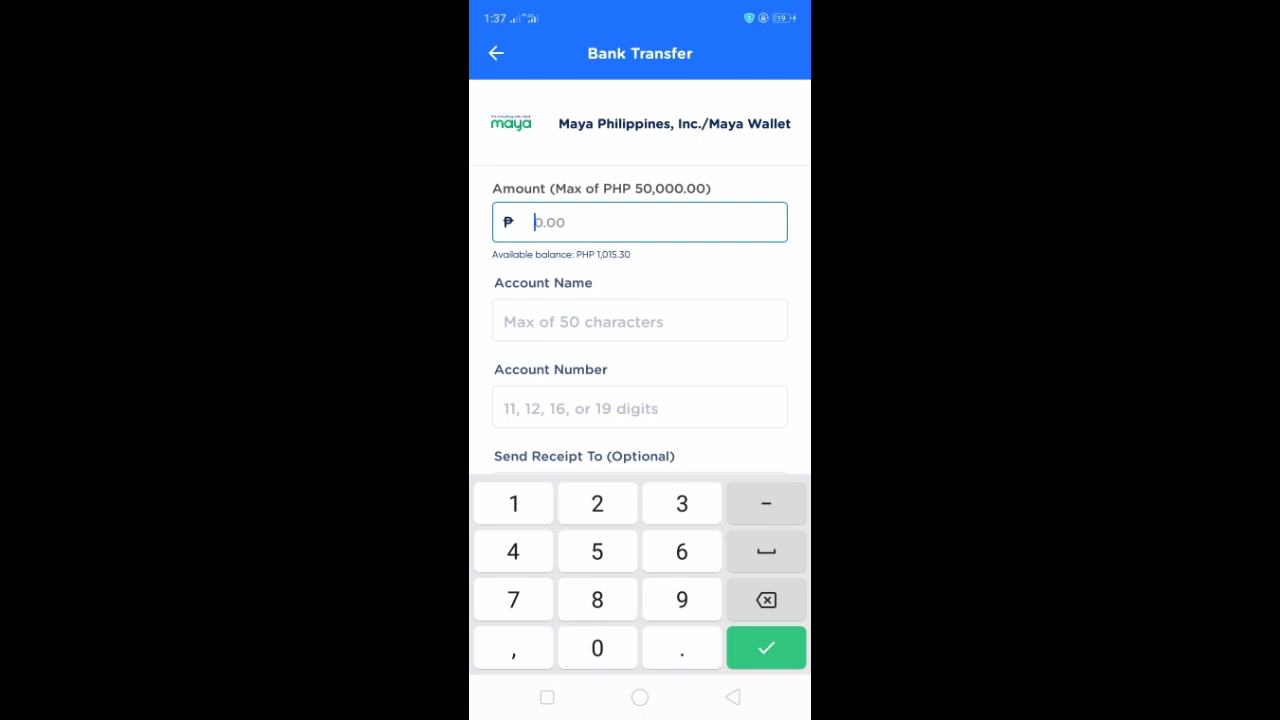 1:37
19
Bank Transfer
maya
Maya Philippines, Inc./Maya Wallet
Amount (Max of PHP 50,000.00)
₱ 0.00
Available balance: PHP 1,015.30
Account Name
Max of 50 characters
Account Number
11, 12, 16, or 19 digits
Send Receipt To (Optional)
1 2 3 -
4 5 6
7 8 9
, 0 .